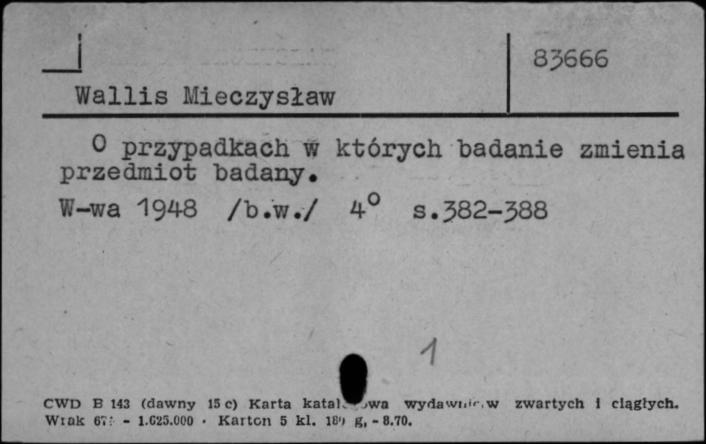 83666
Wallis Mieczysław
O przypadkach w których badanie zmienia
przedmiot badany.
W-wa 1948 /b.w./ 4° s.382-388
1
CWD B 143 (dawny 15 c) Karta zwartych i ciągłych.
- 1.625.000 · Karton 5 kl. g, - 8.70.